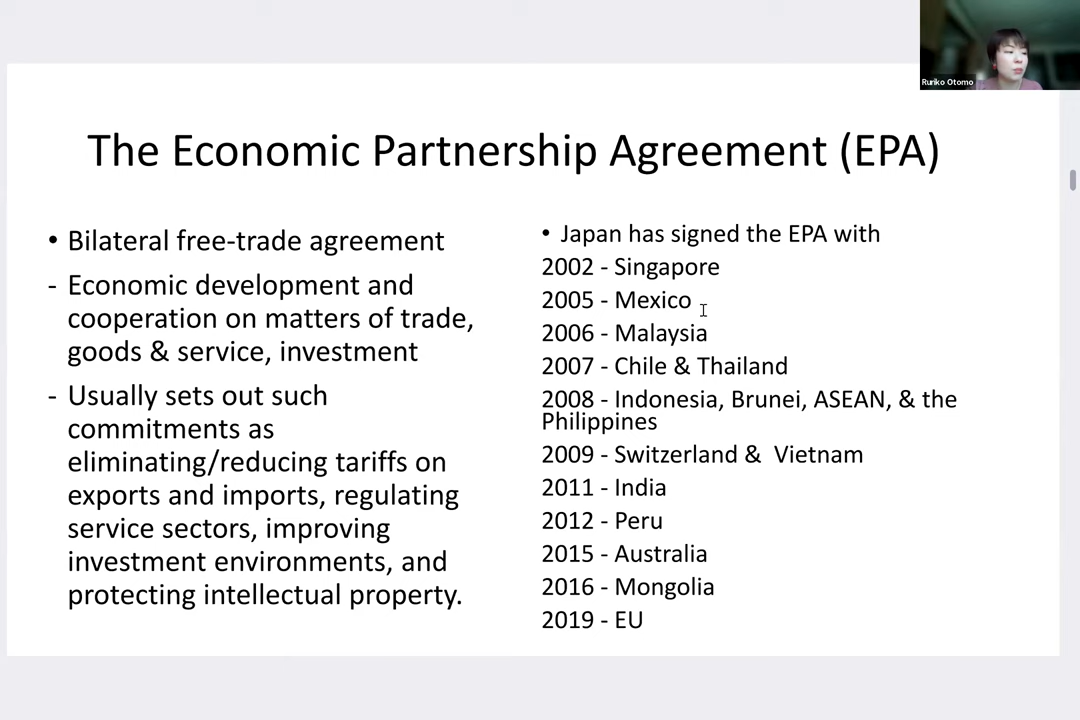 Ruriko Otomo
The Economic Partnership Agreement (EPA)
• Bilateral free-trade agreement
- Economic development and
cooperation on matters of trade,
goods & service, investment
- Usually sets out such
commitments as
eliminating/reducing tariffs on
exports and imports, regulating
service sectors, improving
investment environments, and
protecting intellectual property.
• Japan has signed the EPA with
2002 - Singapore
2005 - Mexico
2006 - Malaysia
2007 - Chile & Thailand
2008 - Indonesia, Brunei, ASEAN, & the
Philippines
2009 - Switzerland &  Vietnam
2011 - India
2012 - Peru
2015 - Australia
2016 - Mongolia
2019 - EU